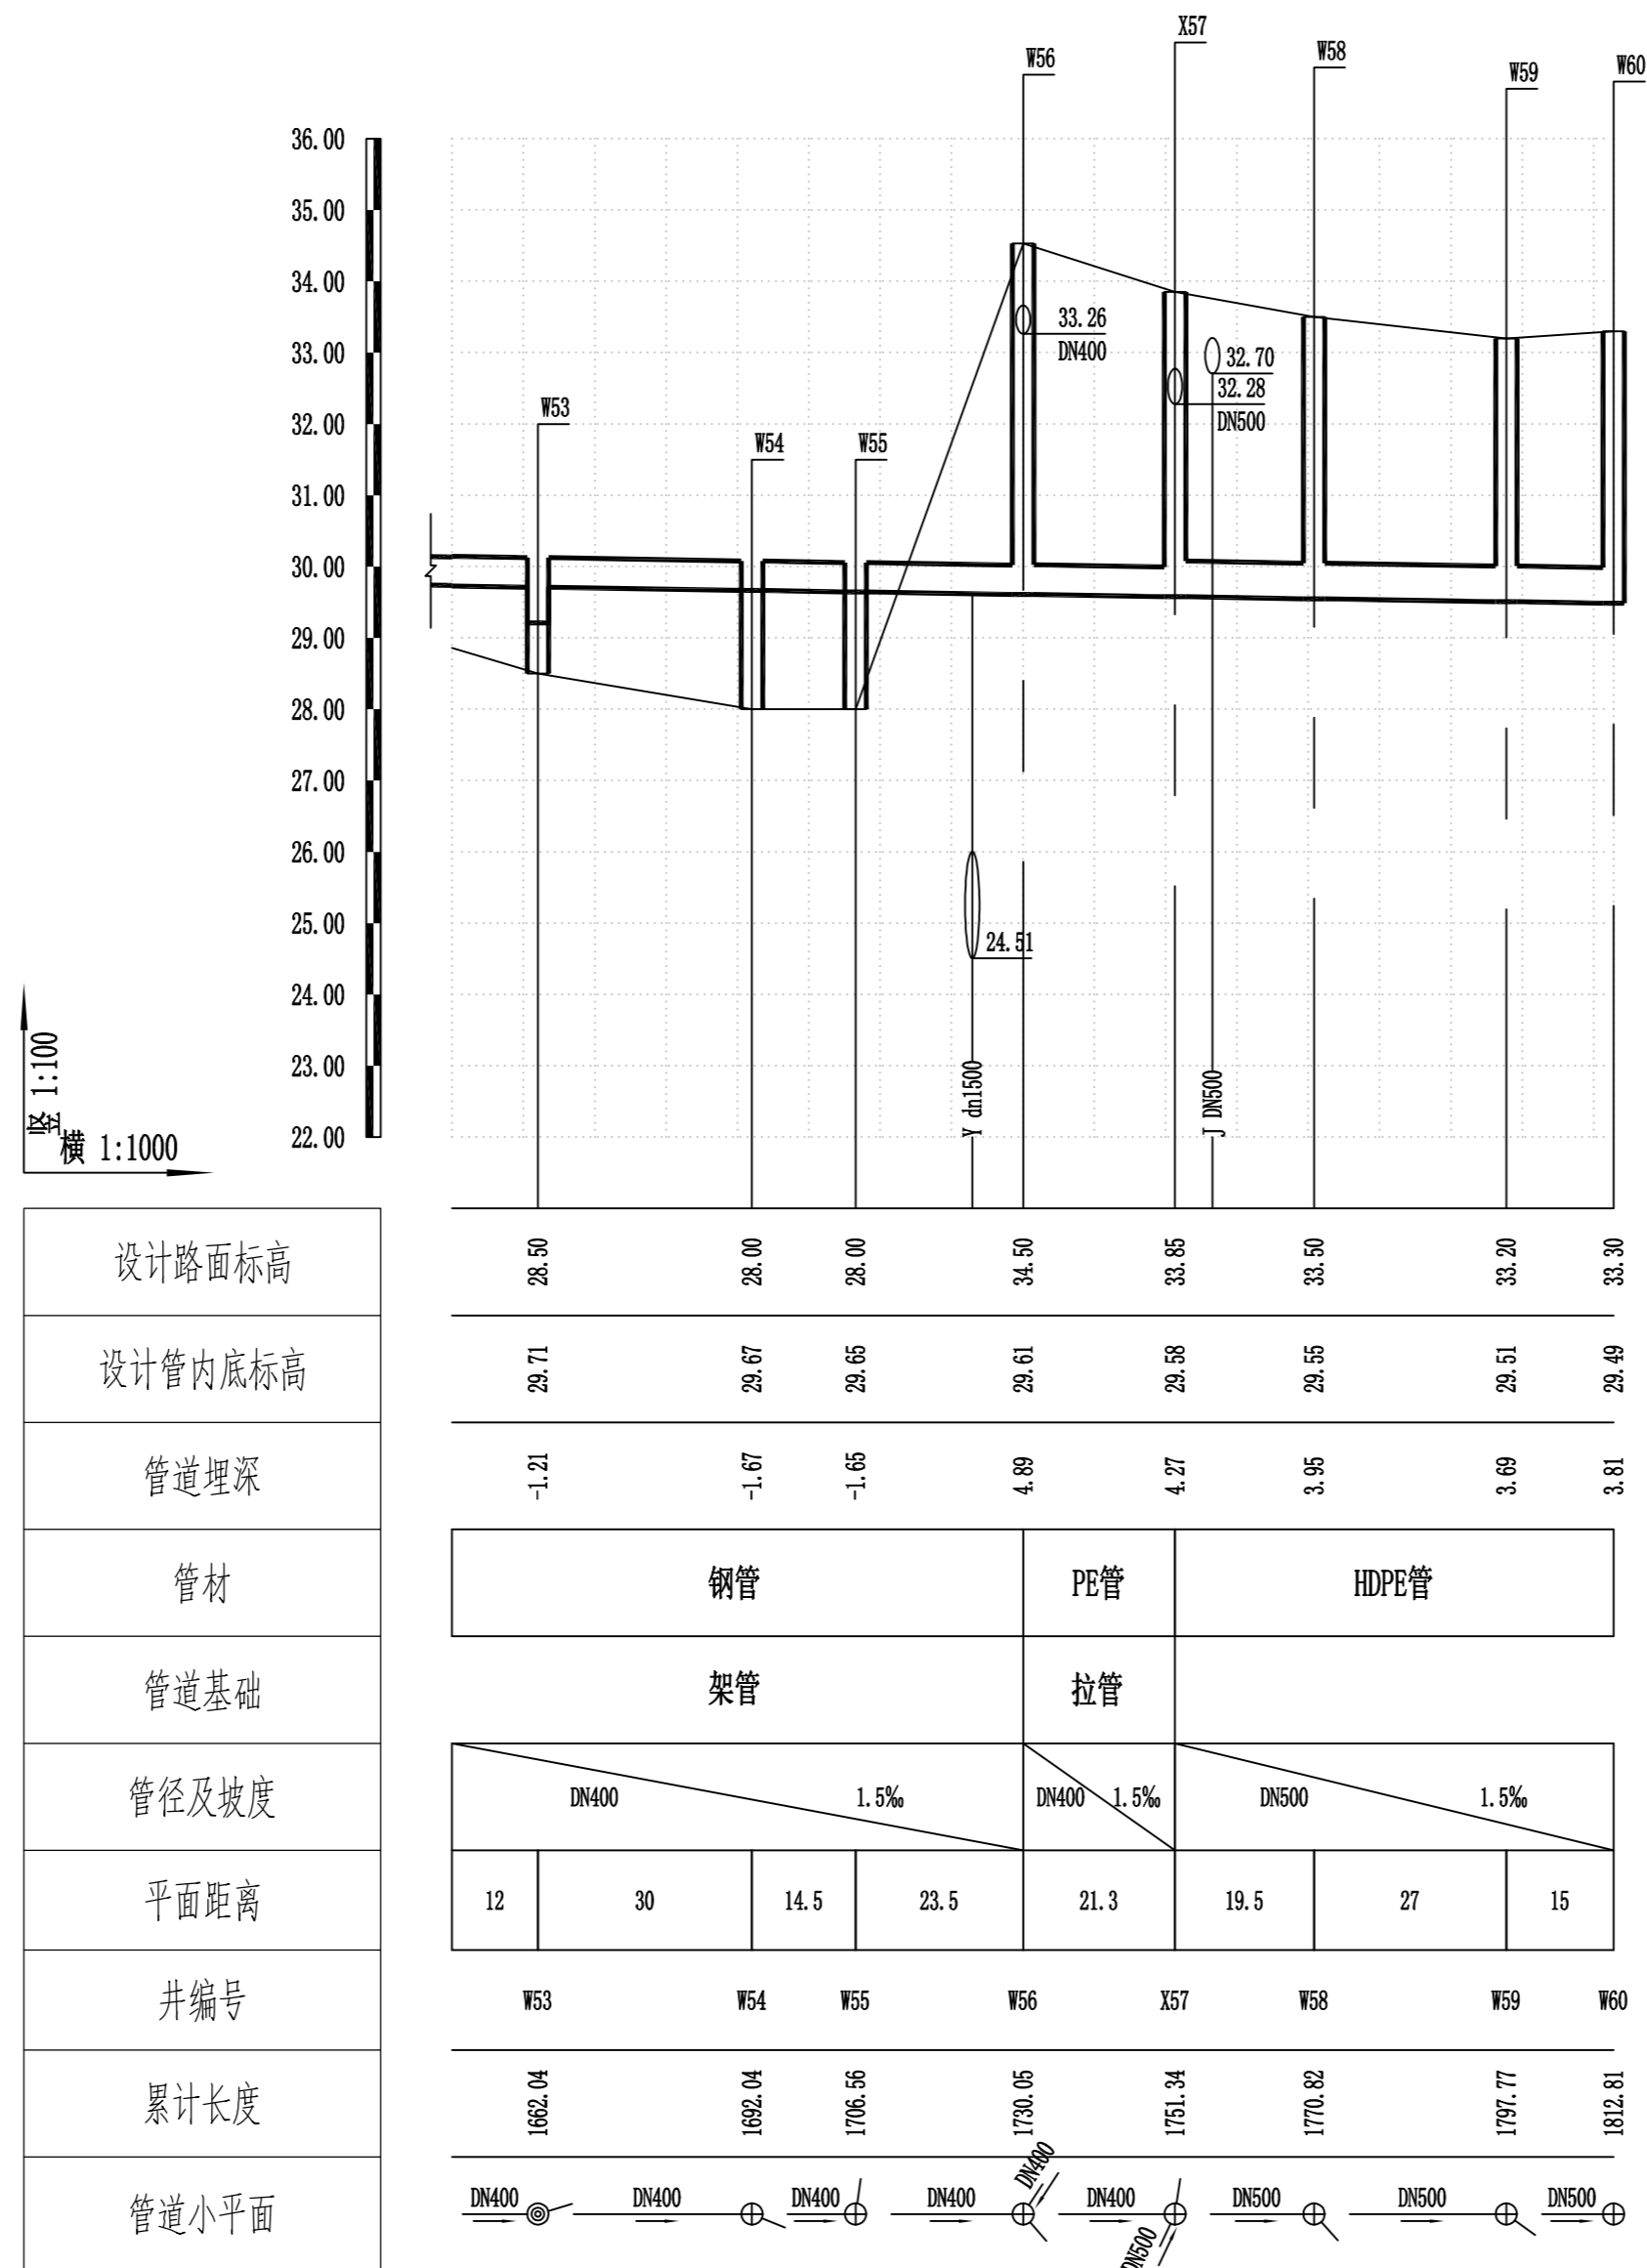 X57
W56
W58
W59
W60
36.00
35.00
34.00
33.26
DN400
33.00
32.70
32.28
DN500
32.00
W53
W54
W55
31.00
30.00
29.00
28.00
27.00
26.00
25.00
24.51
24.00
23.00
22.00
Y dn1500
J DN500
竖 1:100
横 1:1000
设计路面标高 28.50 28.00 28.00 34.50 33.85 33.50 33.20 33.30
设计管内底标高 29.71 29.67 29.65 29.61 29.58 29.55 29.51 29.49
管道埋深 -1.21 -1.67 -1.65 4.89 4.27 3.95 3.69 3.81
管材 钢管 PE管 HDPE管
管道基础 架管 拉管
管径及坡度 DN400 1.5‰ DN400 1.5‰ DN500 1.5‰
平面距离 12 30 14.5 23.5 21.3 19.5 27 15
井编号 W53 W54 W55 W56 X57 W58 W59 W60
累计长度 1662.04 1692.04 1706.56 1730.05 1751.34 1770.82 1797.77 1812.81
管道小平面 DN400 DN400 DN400 DN400 DN400 DN400 DN500 DN500 DN500 DN500